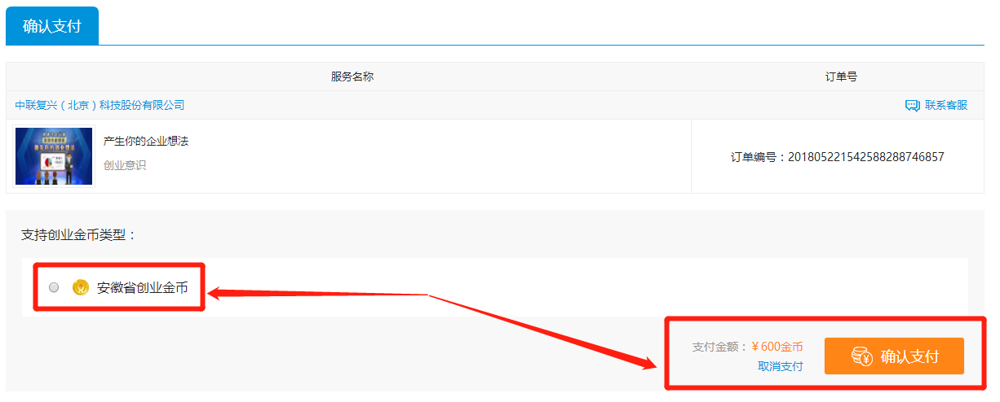 确认支付
服务名称
订单号
中联复兴（北京）科技股份有限公司
联系客服
产生你的企业想法
创业意识
订单编号：201805221542588288746857
支持创业金币类型：
安徽省创业金币
支付金额：￥600金币
取消支付
确认支付